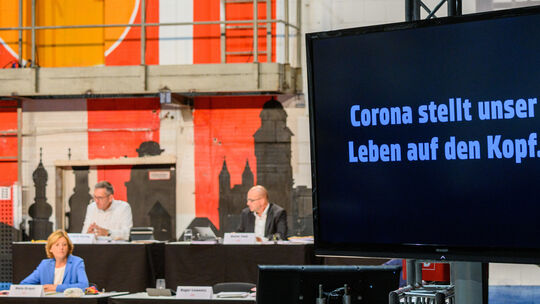 Corona stellt unser
Leben auf den Kopf.